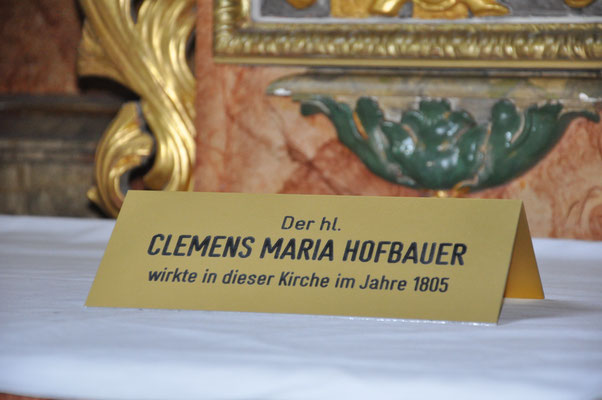 Der hl.
CLEMENS MARIA HOFBAUER
wirkte in dieser Kirche im Jahre 1805